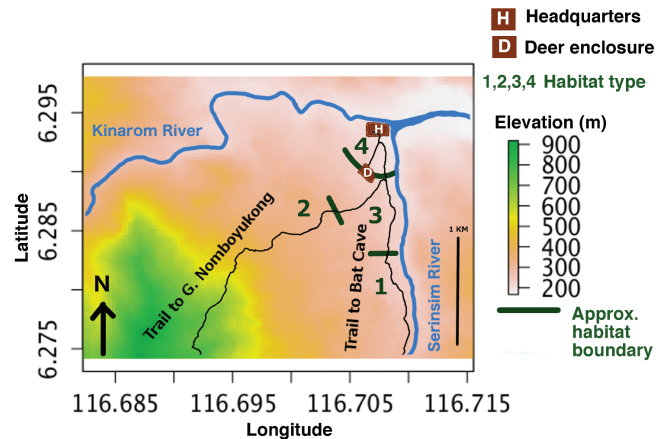 H Headquarters
D Deer enclosure
1,2,3,4 Habitat type
Elevation (m)
900
800
700
600
500
400
300
200
Approx.
habitat
boundary
Kinarom River
H
4
D
2
3
1
Trail to G. Nomboyukong
Trail to Bat Cave
Serinsim River
1 KM
N
Latitude
6.295
6.285
6.275
116.685
116.695
116.705
116.715
Longitude